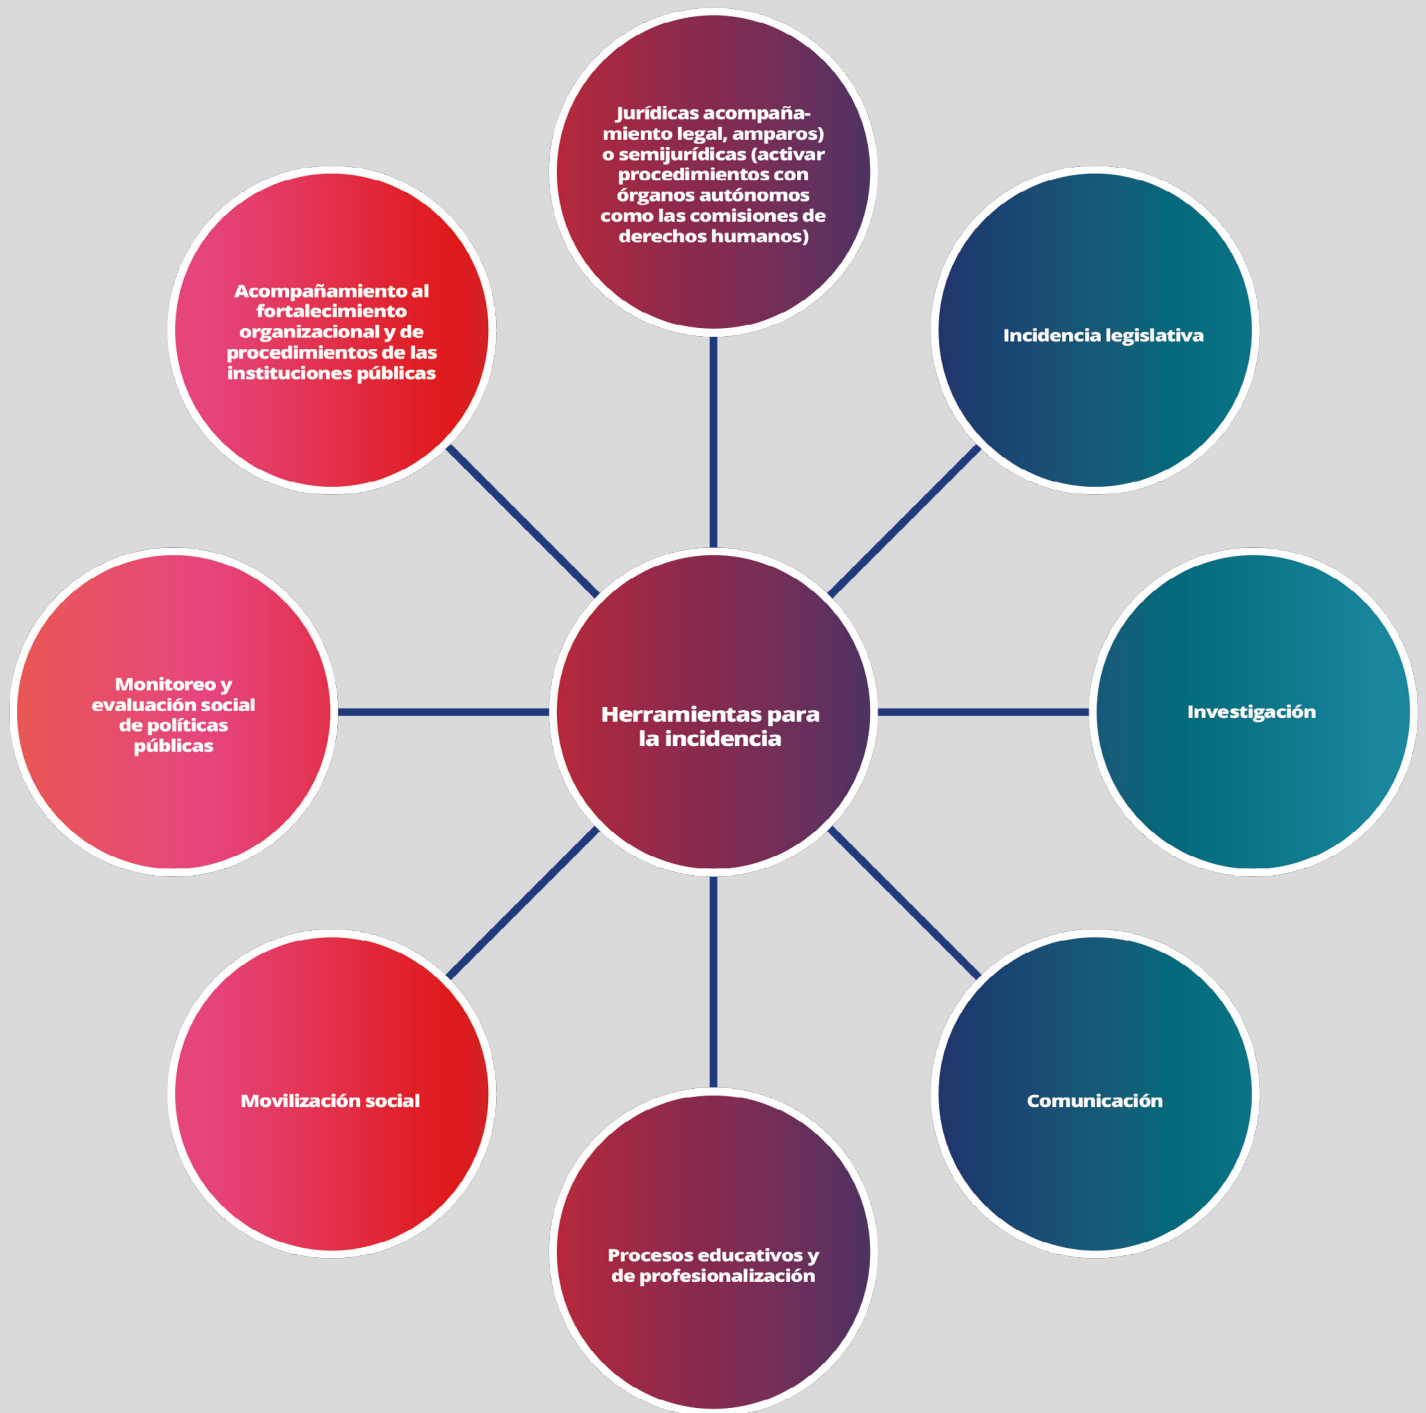 Jurídicas acompaña-
miento legal, amparos)
o semijurídicas (activar
procedimientos con
órganos autónomos
como las comisiones de
derechos humanos)
Acompañamiento al
fortalecimiento
organizacional y de
procedimientos de las
instituciones públicas
Incidencia legislativa
Monitoreo y
evaluación social
de políticas
públicas
Herramientas para
la incidencia
Investigación
Movilización social
Comunicación
Procesos educativos y
de profesionalización